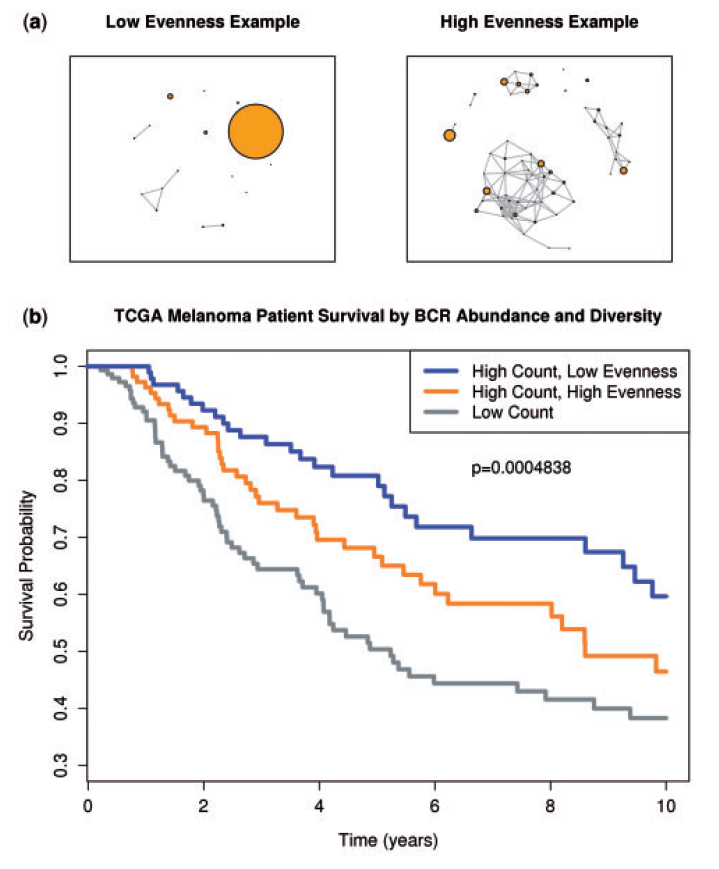 (a)
Low Evenness Example
High Evenness Example
(b)
TCGA Melanoma Patient Survival by BCR Abundance and Diversity
High Count, Low Evenness
High Count, High Evenness
Low Count
p=0.0004838
Survival Probability
1.0
0.9
0.8
0.7
0.6
0.5
0.4
0.3
0 2 4 6 8 10
Time (years)